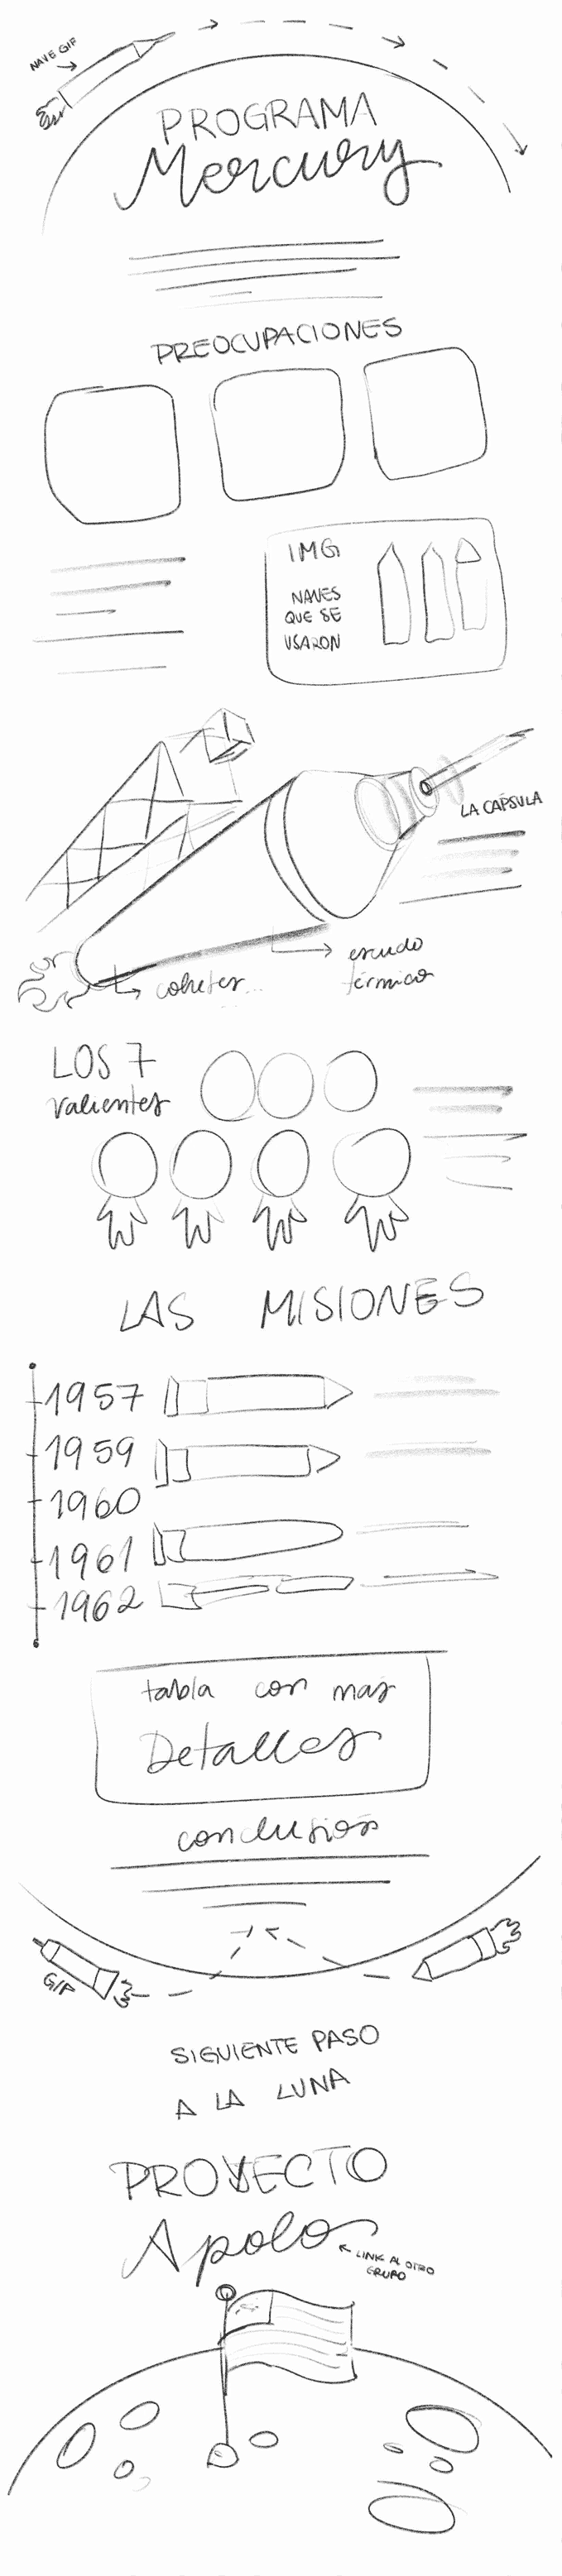 NAVE GIF
PROGRAMA
Mercury
PREOCUPACIONES
IMG
NAVES
QUE SE
USARON
LA CAPSULA
escudo
térmico
cohetes...
LOS 7
valientes
LAS MISIONES
1957
1959
1960
1961
1962
tabla con mas
Detalles
conclusion
GIF
SIGUIENTE PASO
A LA LUNA
PROYECTO
Apolo
LINK AL OTRO
GRUPO